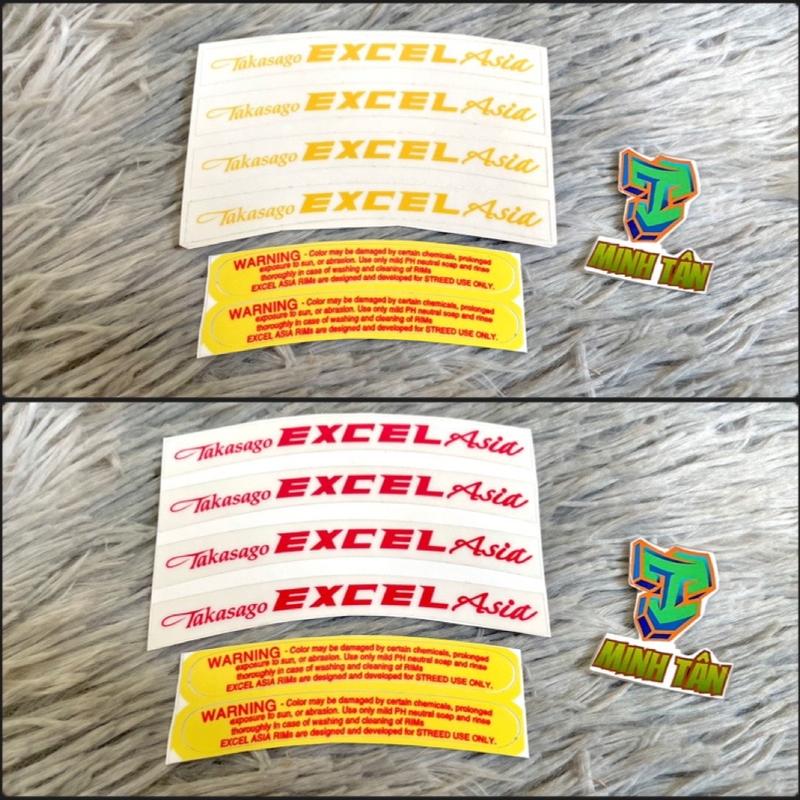 Takasago EXCEL Asia
Takasago EXCEL Asia
Takasago EXCEL Asia
Takasago EXCEL Asia
WARNING - Color may be damaged by certain chemicals, prolonged
exposure to sun, or abrasion. Use only mild PH neutral soap and rinse
thoroughly in case of washing and cleaning of RIMs
EXCEL ASIA RIMs are designed and developed for STREED USE ONLY.
WARNING - Color may be damaged by certain chemicals, prolonged
exposure to sun, or abrasion. Use only mild PH neutral soap and rinse
thoroughly in case of washing and cleaning of RIMs
EXCEL ASIA RIMs are designed and developed for STREED USE ONLY.
MINH TÂN
Takasago EXCEL Asia
Takasago EXCEL Asia
Takasago EXCEL Asia
Takasago EXCEL Asia
WARNING - Color may be damaged by certain chemicals, prolonged
exposure to sun, or abrasion. Use only mild PH neutral soap and rinse
thoroughly in case of washing and cleaning of RIMs
EXCEL ASIA RIMs are designed and developed for STREED USE ONLY.
WARNING - Color may be damaged by certain chemicals, prolonged
exposure to sun, or abrasion. Use only mild PH neutral soap and rinse
thoroughly in case of washing and cleaning of RIMs
EXCEL ASIA RIMs are designed and developed for STREED USE ONLY.
MINH TÂN